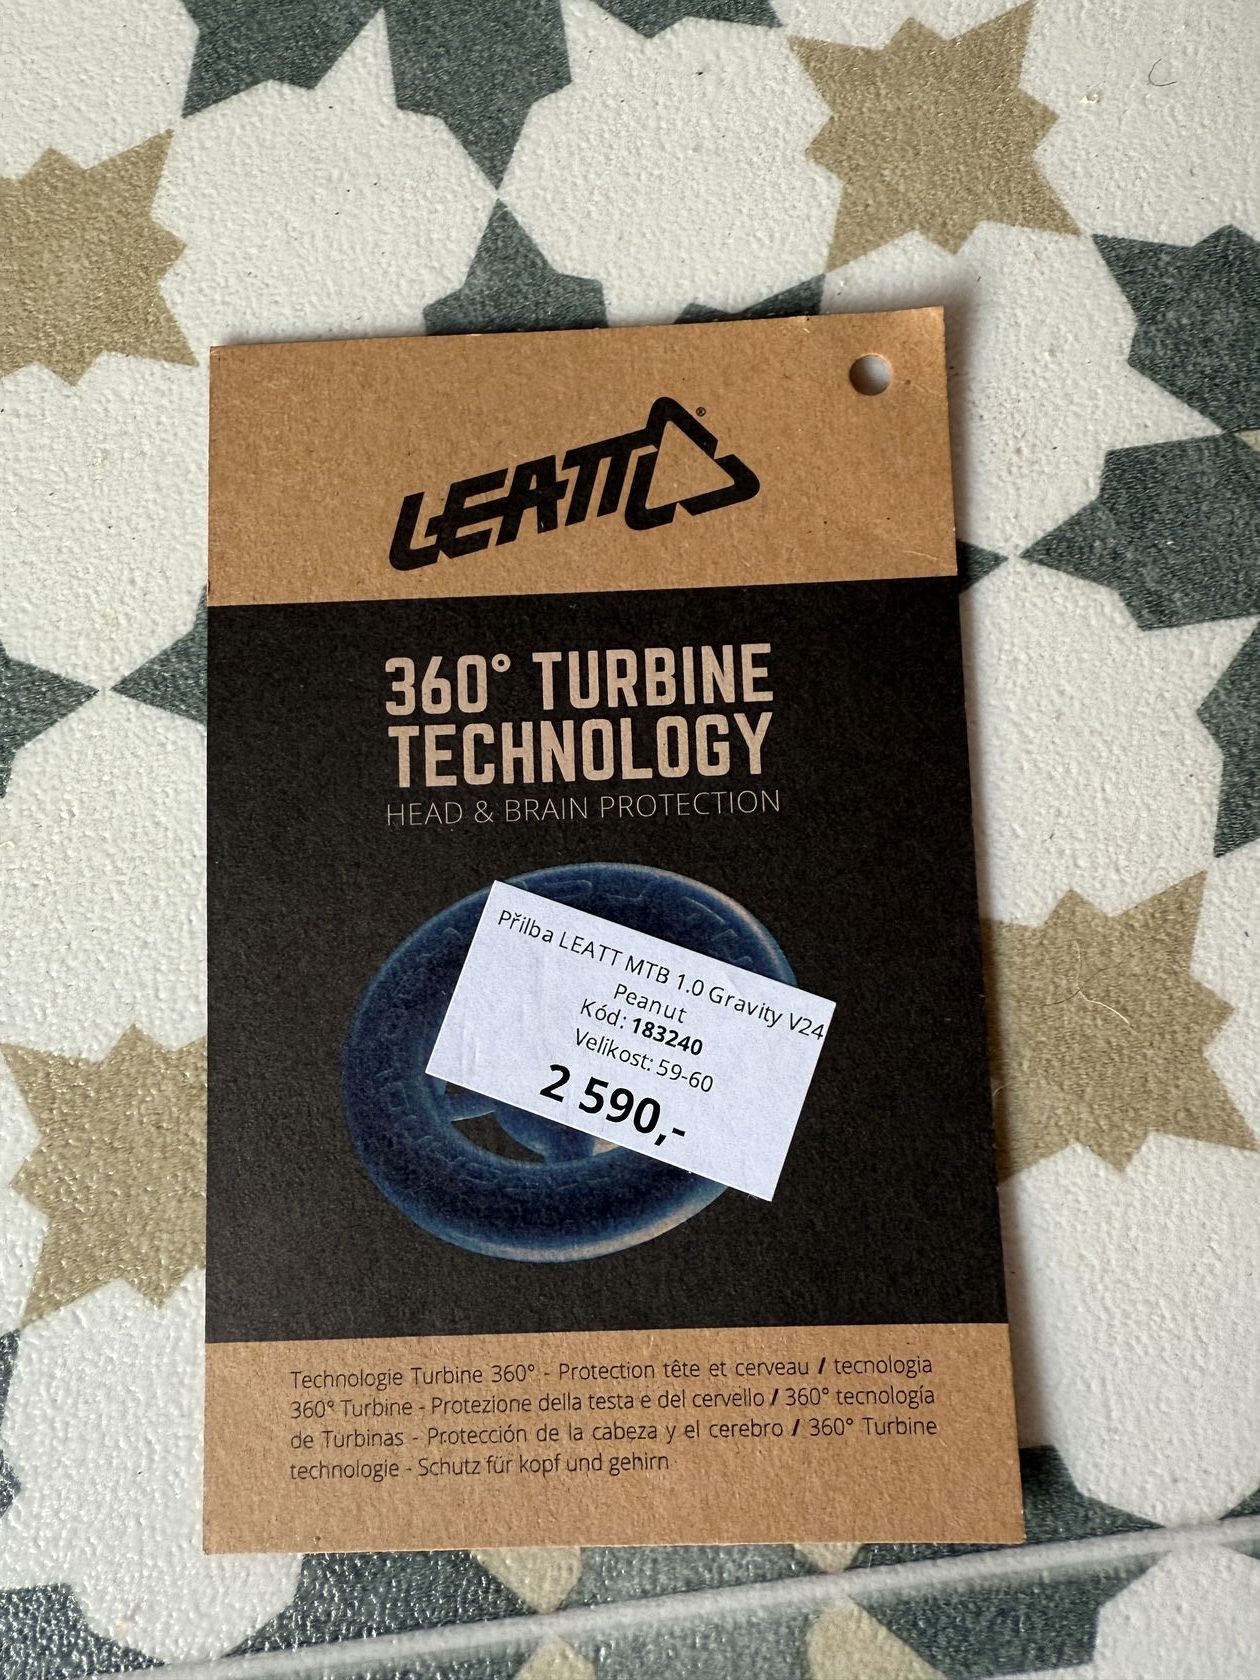 LEATT®
360° TURBINE
TECHNOLOGY
HEAD & BRAIN PROTECTION
Přilba LEATT MTB 1.0 Gravity V24
Peanut
Kód: 183240
Velikost: 59-60
2 590,-
Technologie Turbine 360° - Protection tête et cerveau / tecnologia
360° Turbine - Protezione della testa e del cervello / 360° tecnología
de Turbinas - Protección de la cabeza y el cerebro / 360° Turbine
technologie - Schutz für kopf und gehirn